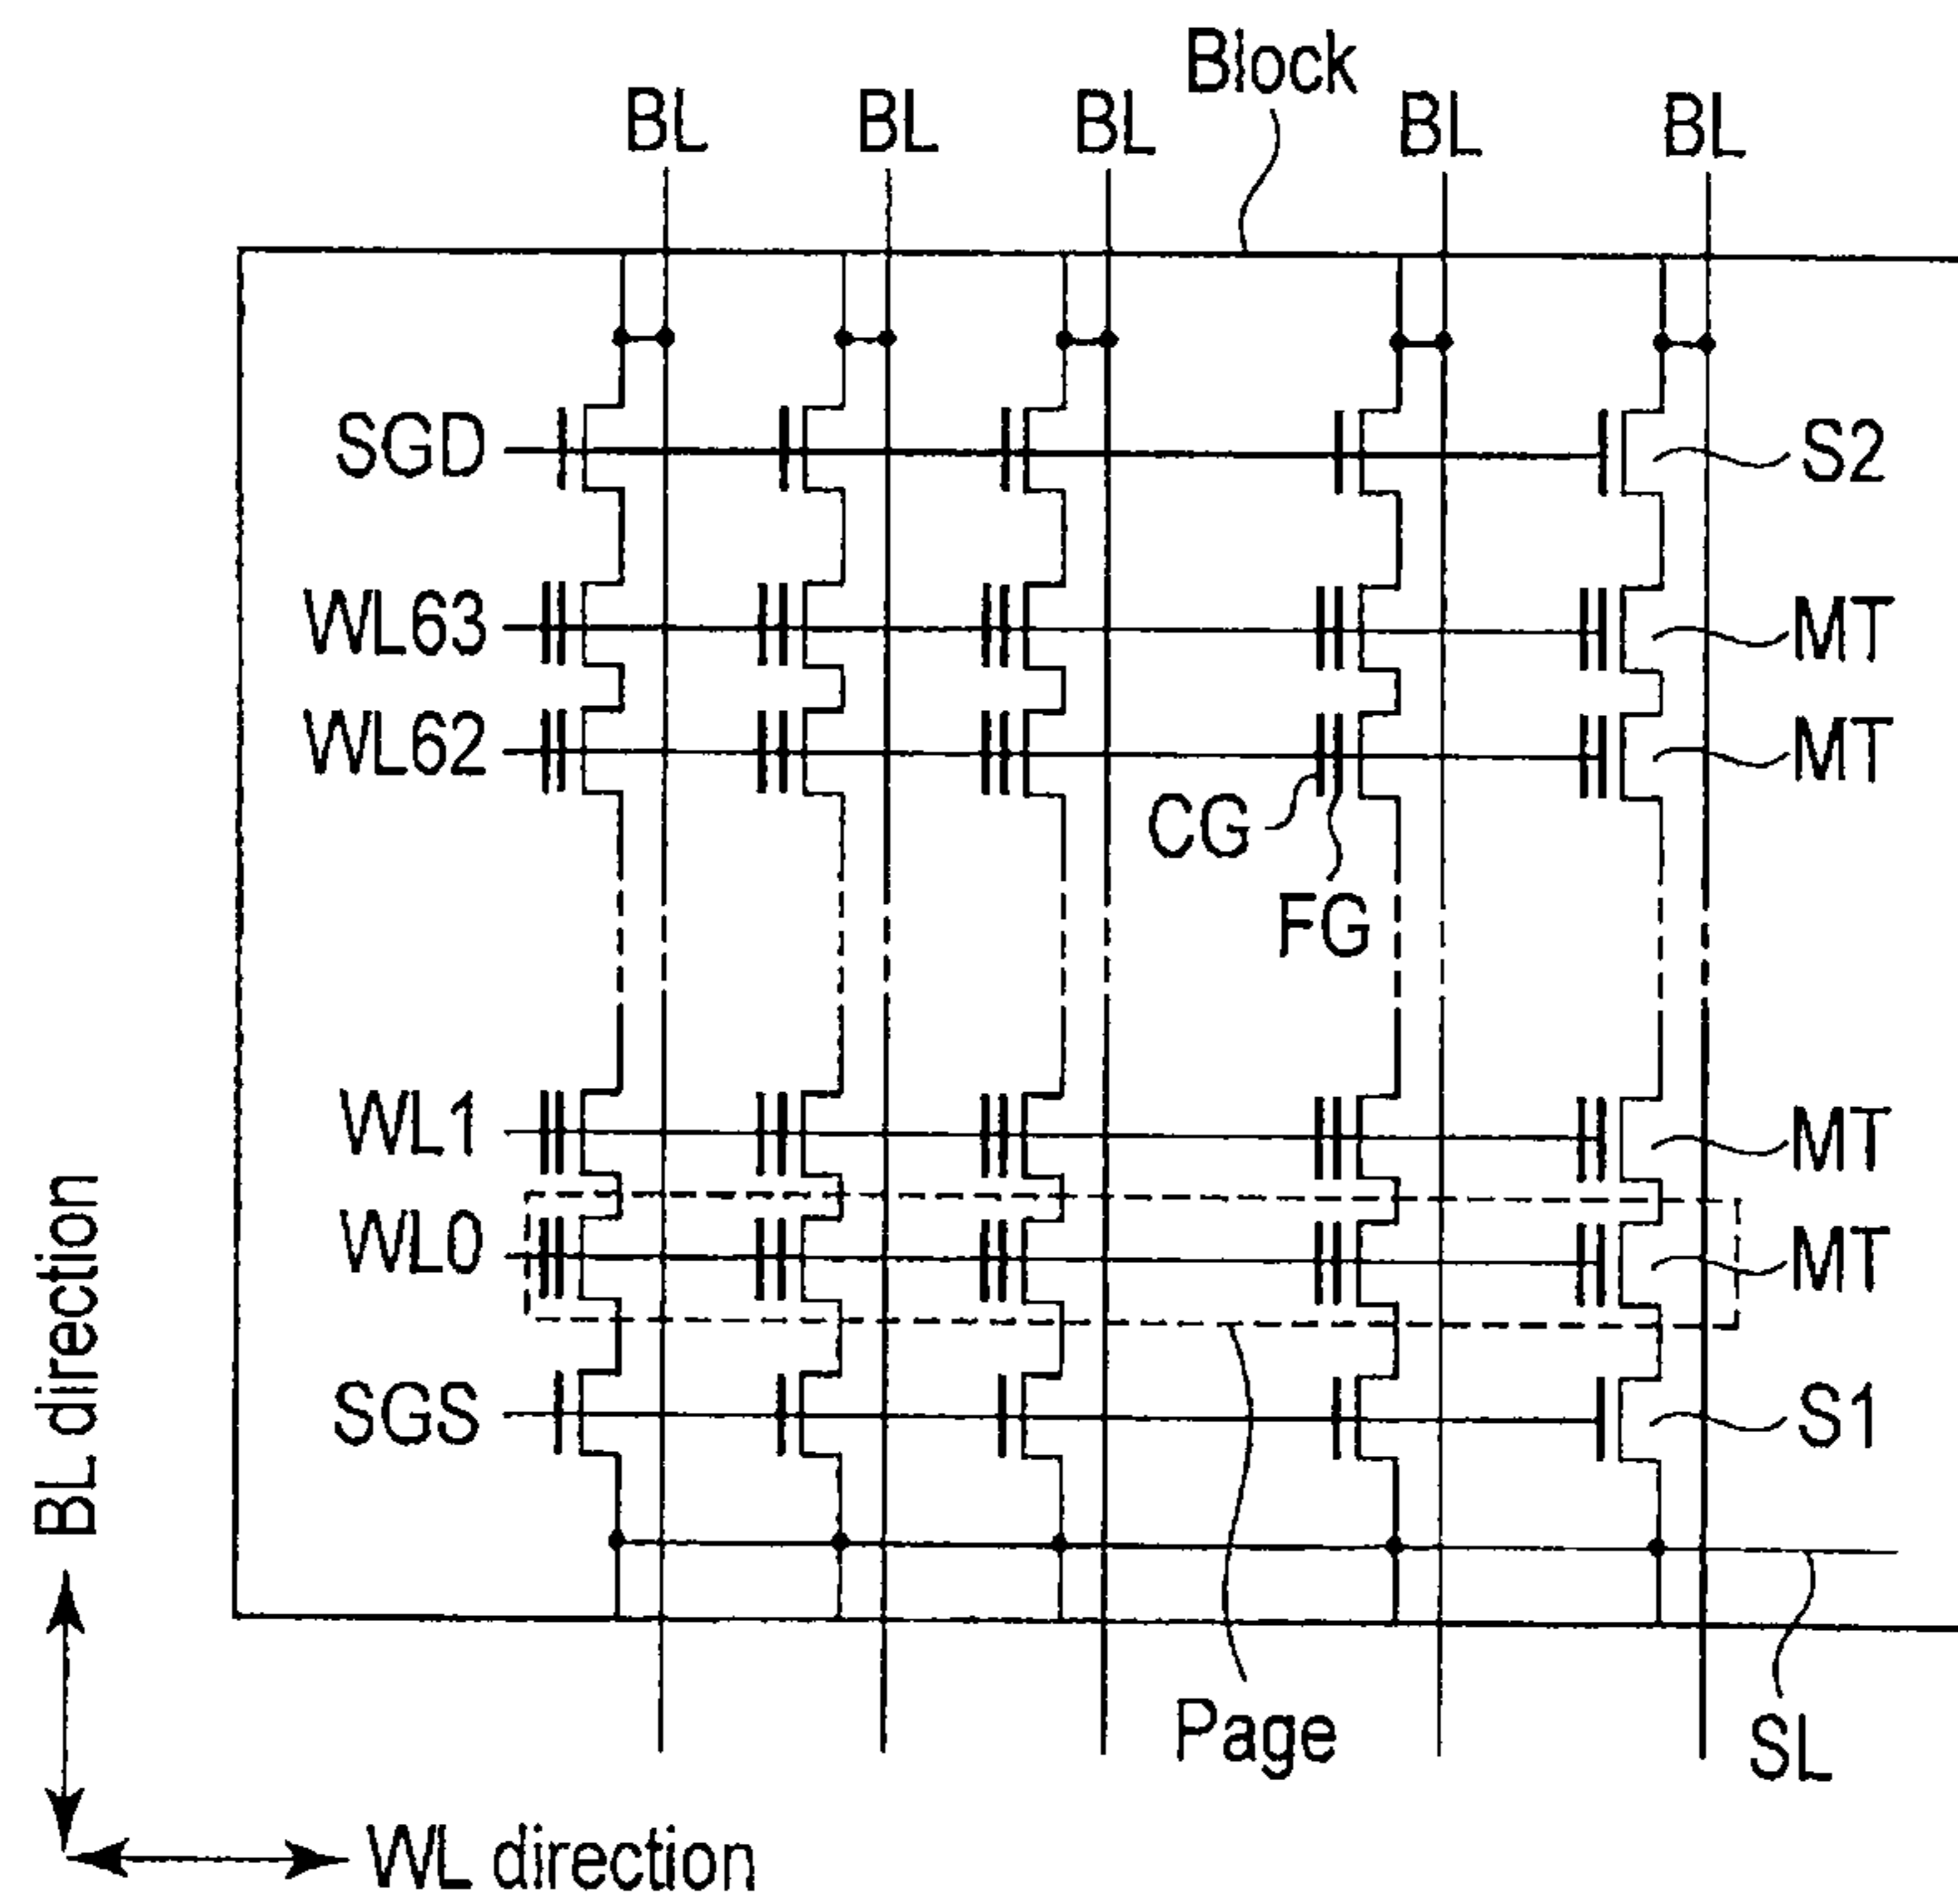 Block
BL BL BL BL BL
SGD
S2
WL63
MT
WL62
MT
CG
FG
WL1
MT
WL0
MT
SGS
S1
Page
SL
BL direction
WL direction